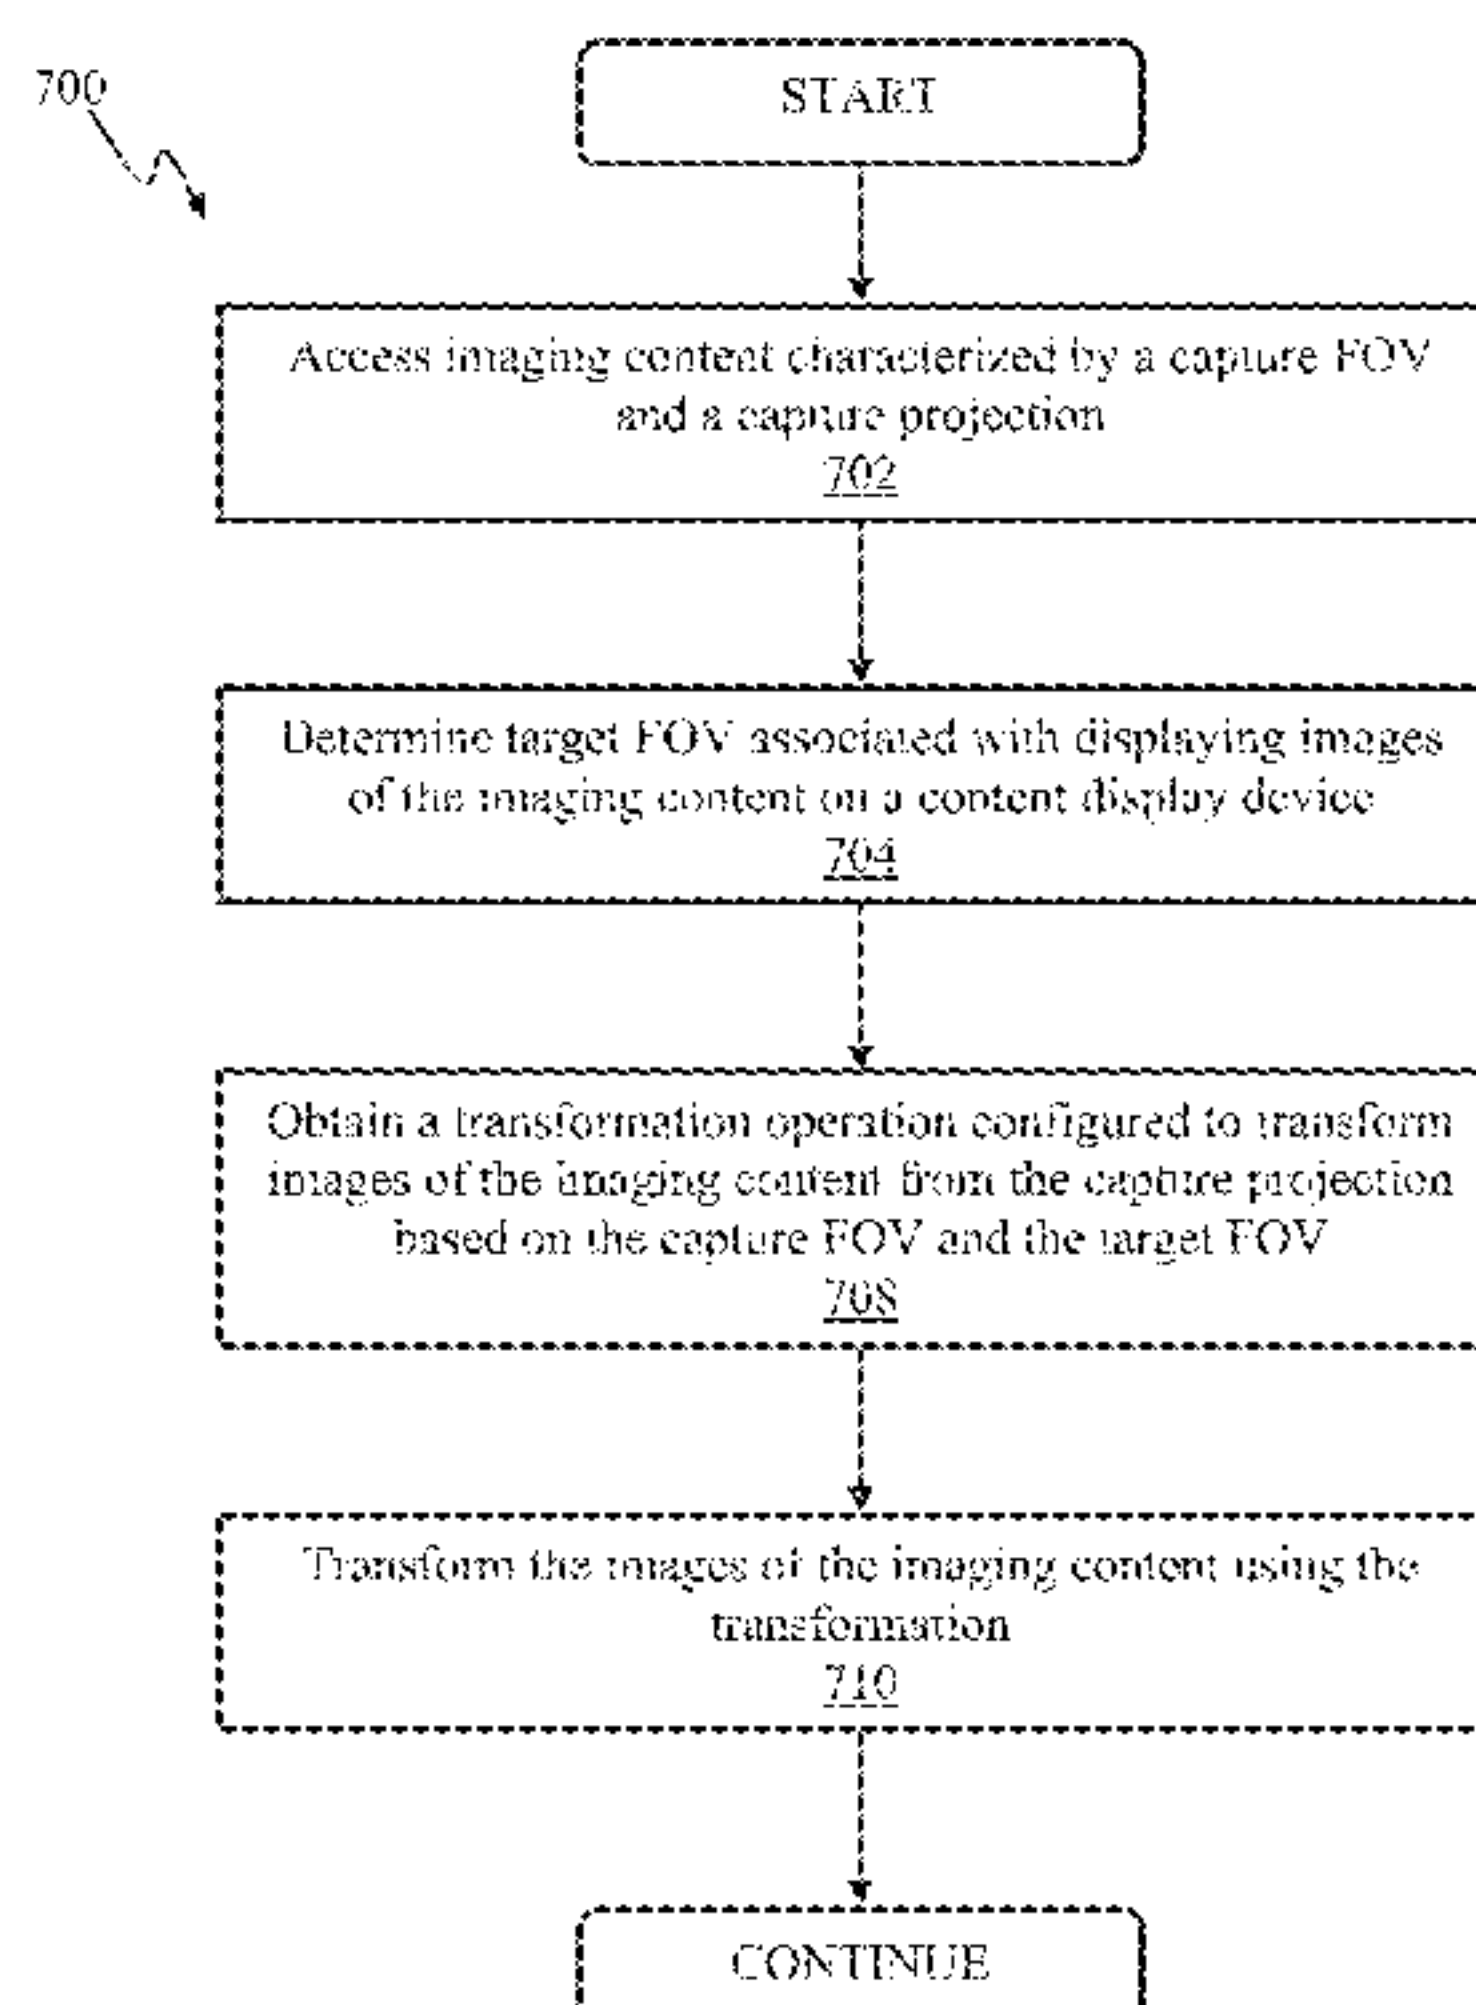 700
START
Access imaging content characterized by a capture FOV
and a capture projection
702
Determine target FOV associated with displaying images
of the imaging content on a content display device
704
Obtain a transformation operation configured to transform
images of the imaging content from the capture projection
based on the capture FOV and the target FOV
708
Transform the images of the imaging content using the
transformation
710
CONTINUE